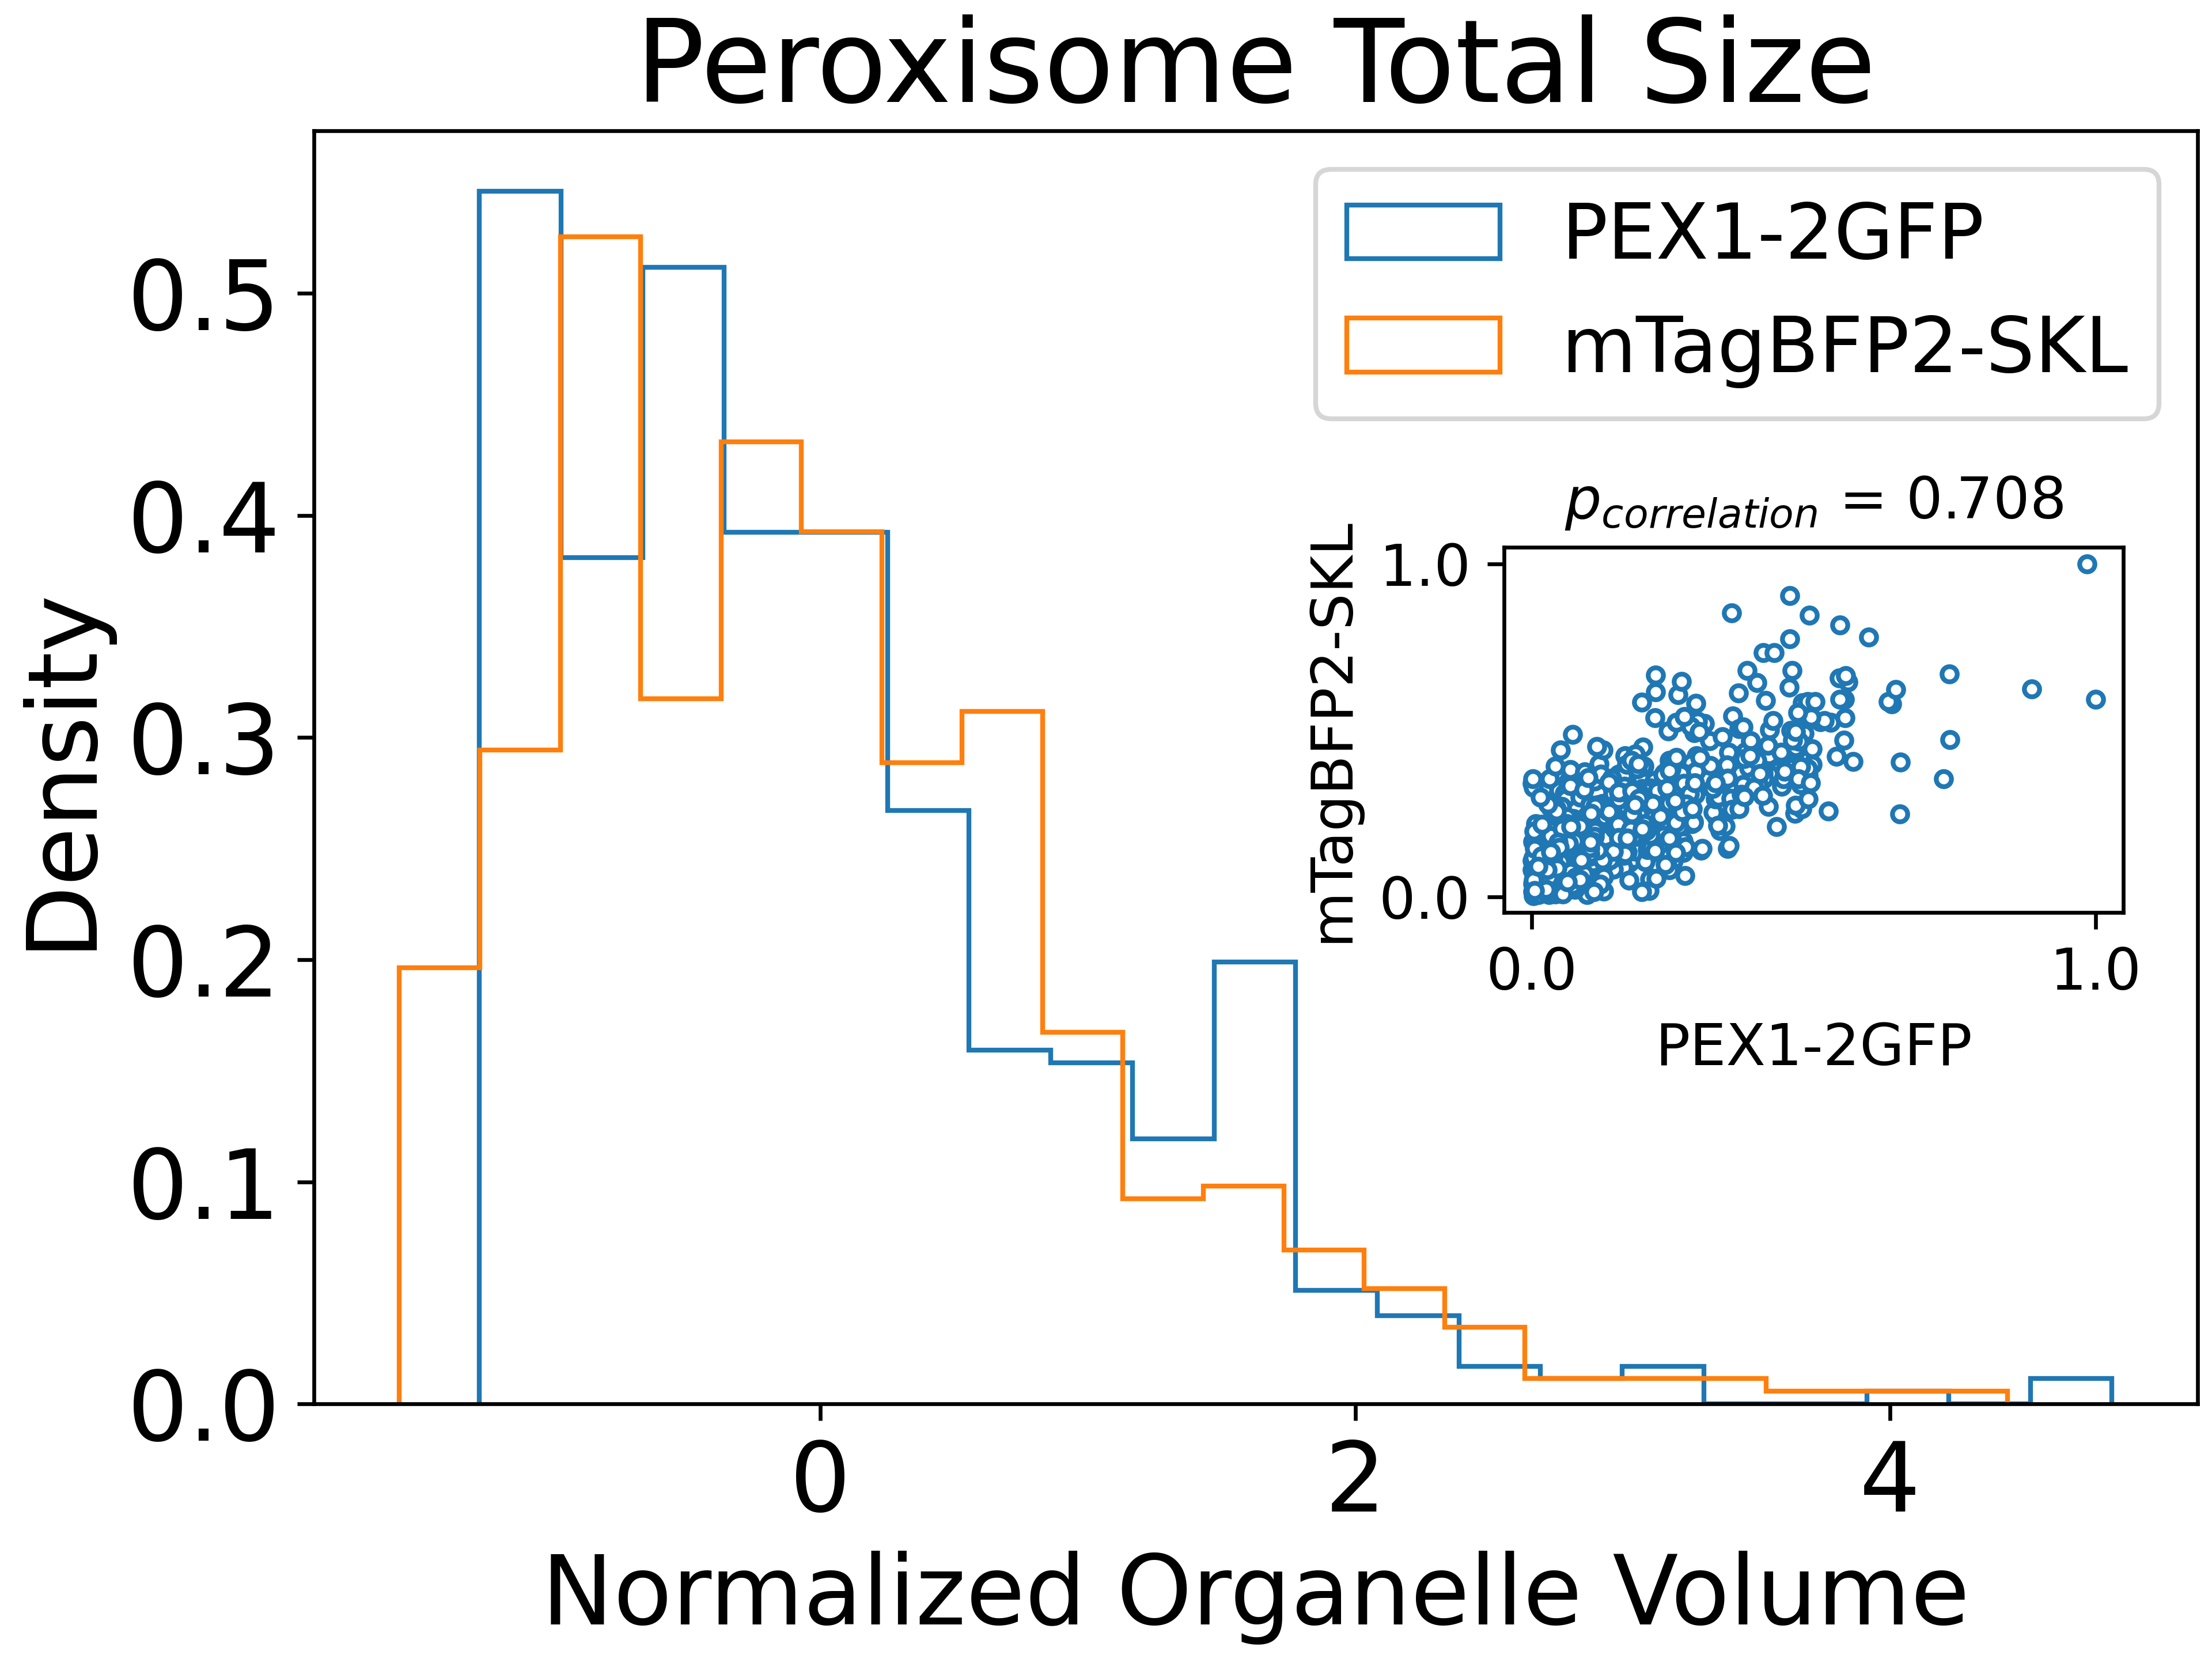 Peroxisome Total Size
PEX1-2GFP
mTagBFP2-SKL
Density
0.5
0.4
0.3
0.2
0.1
0.0
0
2
4
Normalized Organelle Volume
p_correlation = 0.708
mTagBFP2-SKL
1.0
0.0
0.0
1.0
PEX1-2GFP